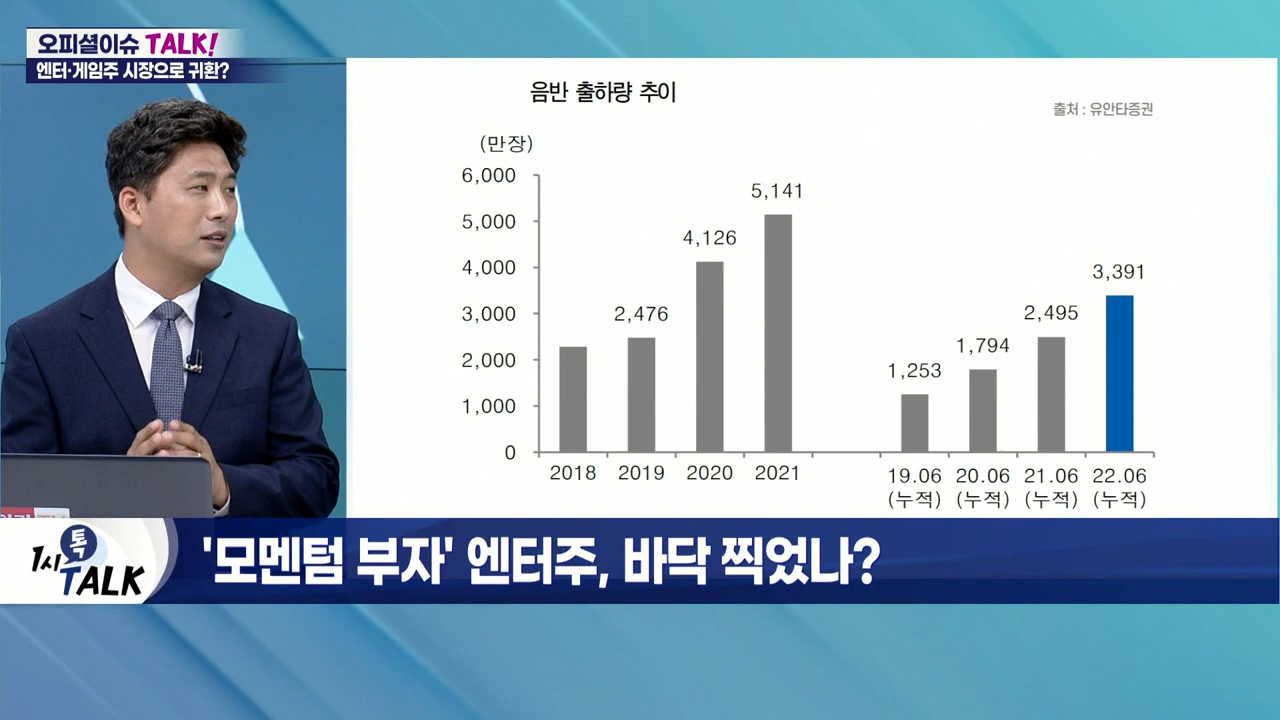 오피셜이슈 TALK!
엔터·게임주 시장으로 귀환?
음반 출하량 추이
출처 : 유안타증권
(만장)
6,000
5,000
4,000
3,000
2,000
1,000
0
2,476
4,126
5,141
1,253
1,794
2,495
3,391
2018 2019 2020 2021 19.06 20.06 21.06 22.06
(누적) (누적) (누적) (누적)
1시톡 TALK
'모멘텀 부자' 엔터주, 바닥 찍었나?